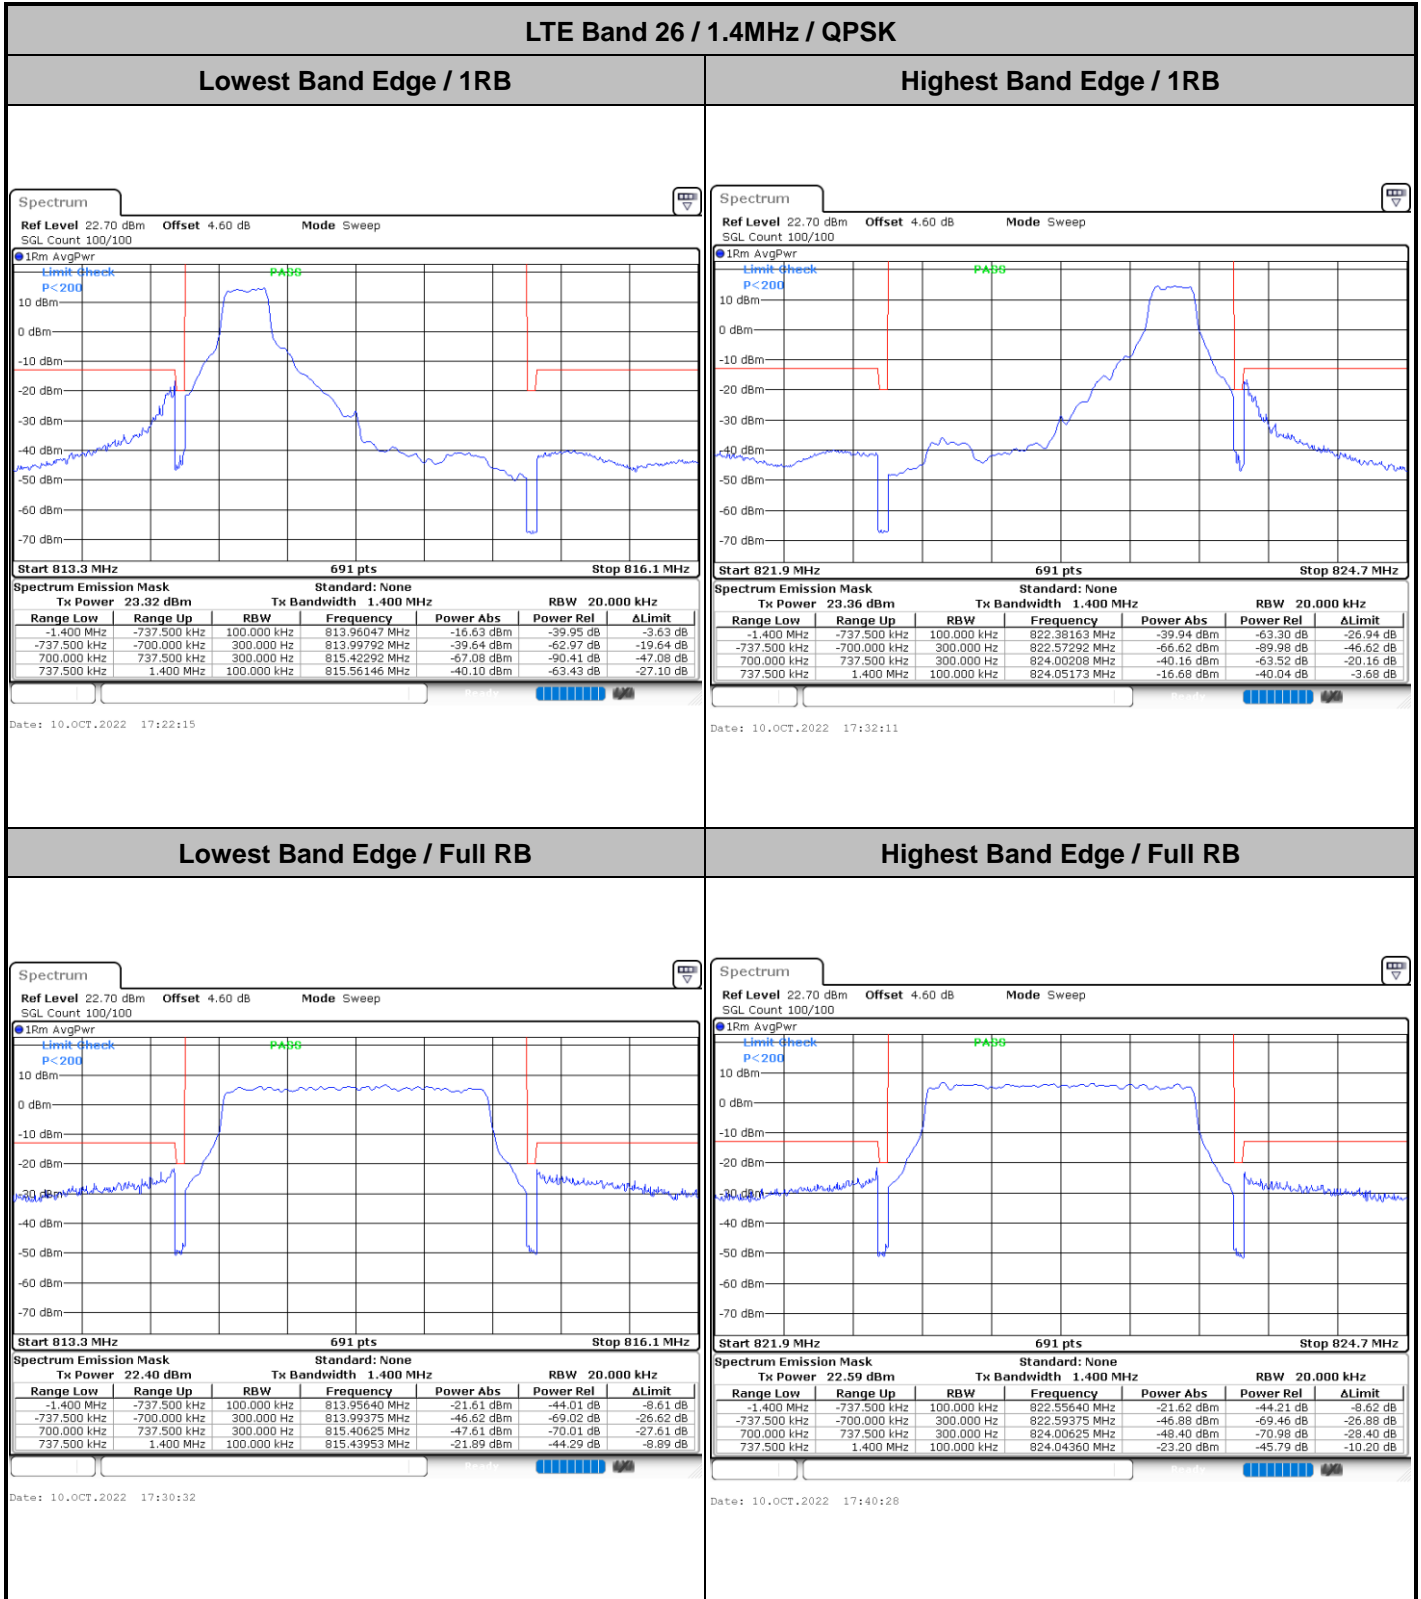 LTE Band 26 / 1.4MHz / QPSK
Lowest Band Edge / 1RB
Highest Band Edge / 1RB
Spectrum
Ref Level 22.70 dBm Offset 4.60 dB Mode Sweep
SGL Count 100/100
1Rm AvgPwr
Limit Check PASS
P<200
10 dBm
0 dBm
-10 dBm
-20 dBm
-30 dBm
-40 dBm
-50 dBm
-60 dBm
-70 dBm
Start 813.3 MHz 691 pts Stop 816.1 MHz
Spectrum Emission Mask Standard: None
Tx Power 23.32 dBm Tx Bandwidth 1.400 MHz RBW 20.000 kHz
Range Low Range Up RBW Frequency Power Abs Power Rel ΔLimit
-1.400 MHz -737.500 kHz 100.000 kHz 813.96047 MHz -16.63 dBm -39.95 dB -3.63 dB
-737.500 kHz -700.000 kHz 300.000 Hz 813.99792 MHz -39.64 dBm -62.97 dB -19.64 dB
700.000 kHz 737.500 kHz 300.000 Hz 815.42292 MHz -67.08 dBm -90.41 dB -47.08 dB
737.500 kHz 1.400 MHz 100.000 kHz 815.56146 MHz -40.10 dBm -63.43 dB -27.10 dB
Ready
Date: 10.OCT.2022 17:22:15
Spectrum
Ref Level 22.70 dBm Offset 4.60 dB Mode Sweep
SGL Count 100/100
1Rm AvgPwr
Limit Check PASS
P<200
10 dBm
0 dBm
-10 dBm
-20 dBm
-30 dBm
-40 dBm
-50 dBm
-60 dBm
-70 dBm
Start 821.9 MHz 691 pts Stop 824.7 MHz
Spectrum Emission Mask Standard: None
Tx Power 23.36 dBm Tx Bandwidth 1.400 MHz RBW 20.000 kHz
Range Low Range Up RBW Frequency Power Abs Power Rel ΔLimit
-1.400 MHz -737.500 kHz 100.000 kHz 822.38163 MHz -39.94 dBm -63.30 dB -26.94 dB
-737.500 kHz -700.000 kHz 300.000 Hz 822.57292 MHz -66.62 dBm -89.98 dB -46.62 dB
700.000 kHz 737.500 kHz 300.000 Hz 824.00208 MHz -40.16 dBm -63.52 dB -20.16 dB
737.500 kHz 1.400 MHz 100.000 kHz 824.05173 MHz -16.68 dBm -40.04 dB -3.68 dB
Ready
Date: 10.OCT.2022 17:32:11
Lowest Band Edge / Full RB
Highest Band Edge / Full RB
Spectrum
Ref Level 22.70 dBm Offset 4.60 dB Mode Sweep
SGL Count 100/100
1Rm AvgPwr
Limit Check PASS
P<200
10 dBm
0 dBm
-10 dBm
-20 dBm
-30 dBm
-40 dBm
-50 dBm
-60 dBm
-70 dBm
Start 813.3 MHz 691 pts Stop 816.1 MHz
Spectrum Emission Mask Standard: None
Tx Power 22.40 dBm Tx Bandwidth 1.400 MHz RBW 20.000 kHz
Range Low Range Up RBW Frequency Power Abs Power Rel ΔLimit
-1.400 MHz -737.500 kHz 100.000 kHz 813.95640 MHz -21.61 dBm -44.01 dB -8.61 dB
-737.500 kHz -700.000 kHz 300.000 Hz 813.99375 MHz -46.62 dBm -69.02 dB -26.62 dB
700.000 kHz 737.500 kHz 300.000 Hz 815.40625 MHz -47.61 dBm -70.01 dB -27.61 dB
737.500 kHz 1.400 MHz 100.000 kHz 815.43953 MHz -21.89 dBm -44.29 dB -8.89 dB
Ready
Date: 10.OCT.2022 17:30:32
Spectrum
Ref Level 22.70 dBm Offset 4.60 dB Mode Sweep
SGL Count 100/100
1Rm AvgPwr
Limit Check PASS
P<200
10 dBm
0 dBm
-10 dBm
-20 dBm
-30 dBm
-40 dBm
-50 dBm
-60 dBm
-70 dBm
Start 821.9 MHz 691 pts Stop 824.7 MHz
Spectrum Emission Mask Standard: None
Tx Power 22.59 dBm Tx Bandwidth 1.400 MHz RBW 20.000 kHz
Range Low Range Up RBW Frequency Power Abs Power Rel ΔLimit
-1.400 MHz -737.500 kHz 100.000 kHz 822.55640 MHz -21.62 dBm -44.21 dB -8.62 dB
-737.500 kHz -700.000 kHz 300.000 Hz 822.59375 MHz -46.88 dBm -69.46 dB -26.88 dB
700.000 kHz 737.500 kHz 300.000 Hz 824.00625 MHz -48.40 dBm -70.98 dB -28.40 dB
737.500 kHz 1.400 MHz 100.000 kHz 824.04360 MHz -23.20 dBm -45.79 dB -10.20 dB
Ready
Date: 10.OCT.2022 17:40:28